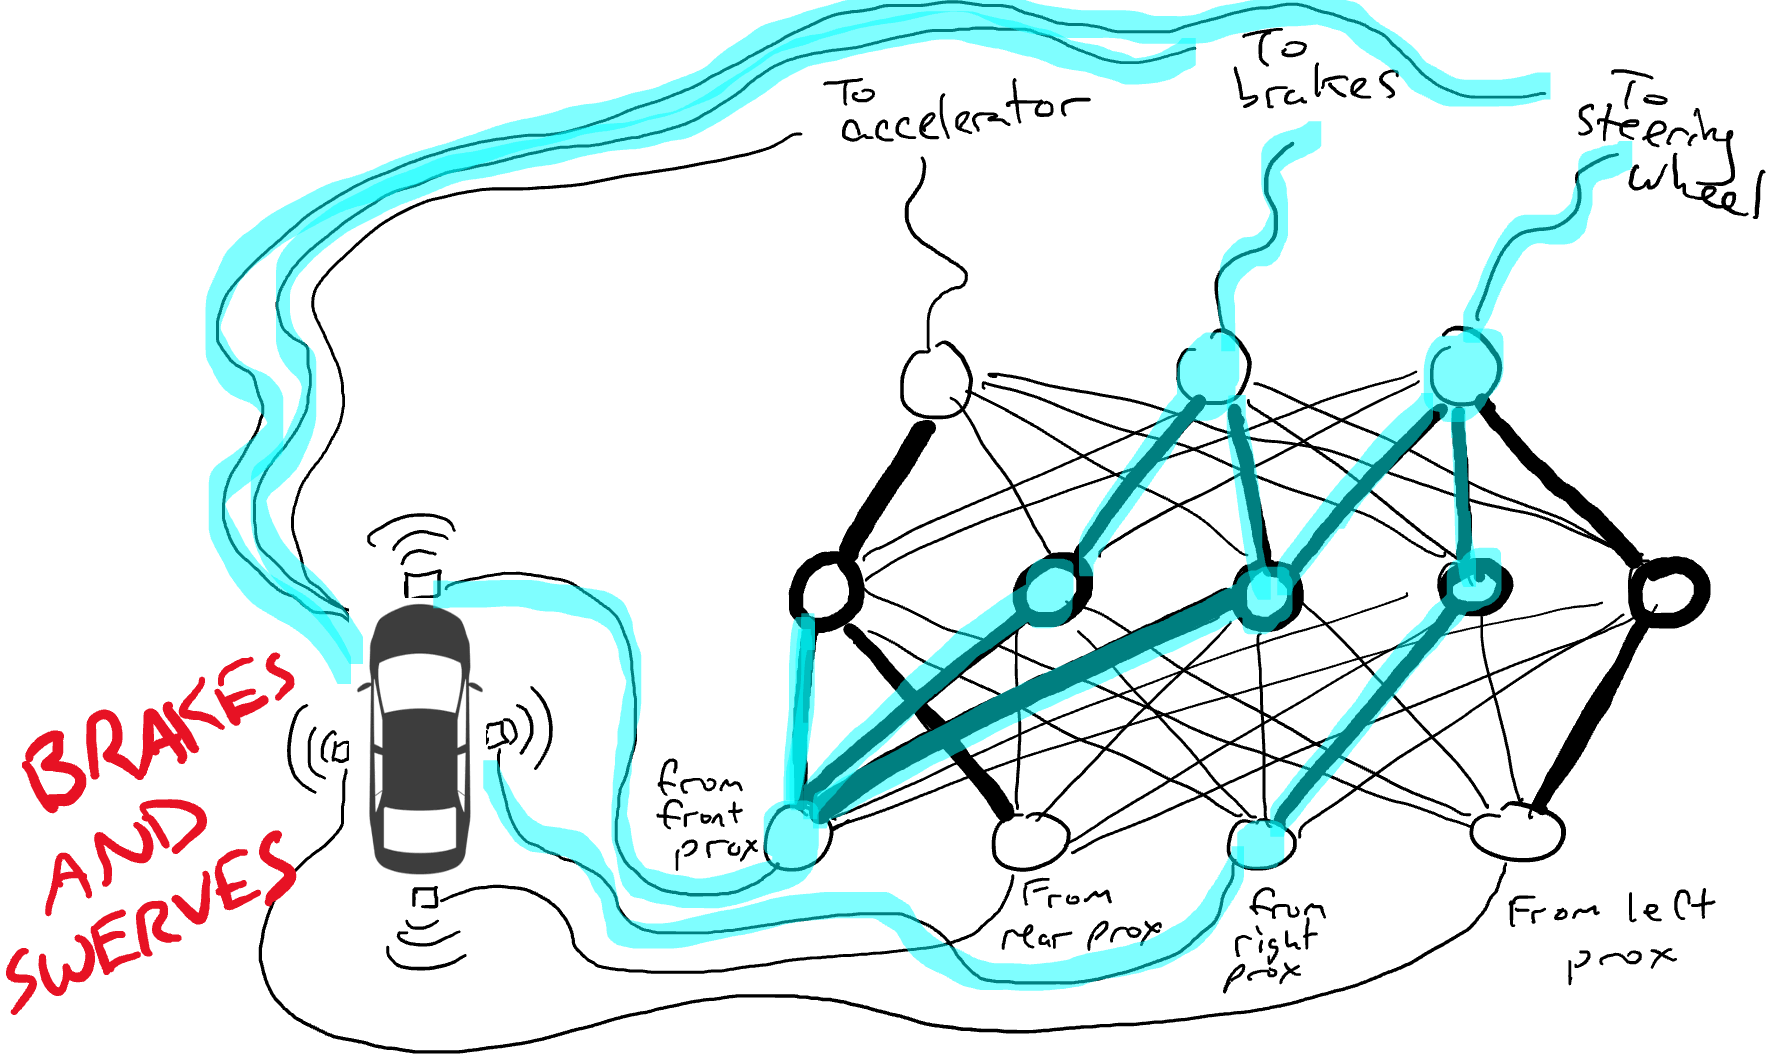 To
accelerator
To
brakes
To
steering
wheel
BRAKES
AND
SWERVES
from
front
prox
From
rear prox
from
right
prox
From left
prox